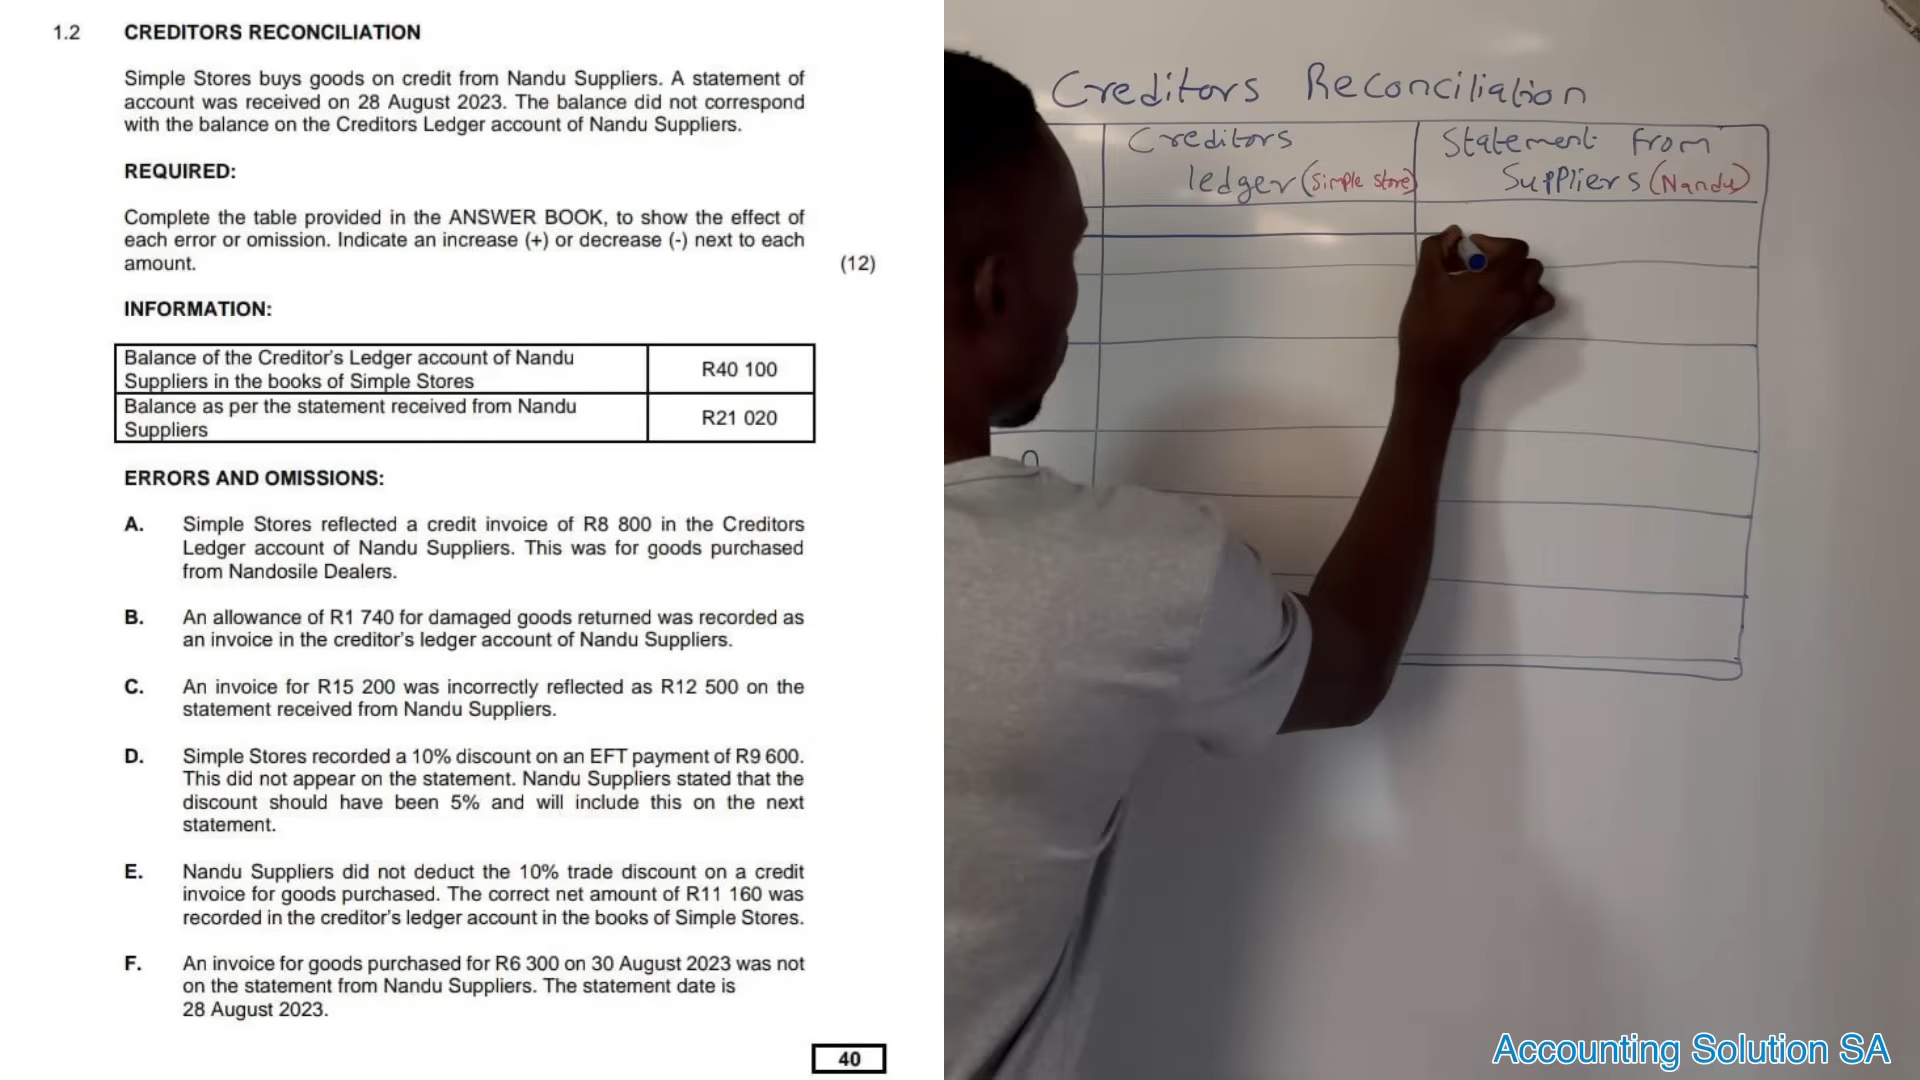 1.2 CREDITORS RECONCILIATION
Simple Stores buys goods on credit from Nandu Suppliers. A statement of
account was received on 28 August 2023. The balance did not correspond
with the balance on the Creditors Ledger account of Nandu Suppliers.
REQUIRED:
Complete the table provided in the ANSWER BOOK, to show the effect of
each error or omission. Indicate an increase (+) or decrease (-) next to each
amount. (12)
INFORMATION:
Balance of the Creditor's Ledger account of Nandu
Suppliers in the books of Simple Stores
R40 100
Balance as per the statement received from Nandu
Suppliers
R21 020
ERRORS AND OMISSIONS:
A. Simple Stores reflected a credit invoice of R8 800 in the Creditors
Ledger account of Nandu Suppliers. This was for goods purchased
from Nandosile Dealers.
B. An allowance of R1 740 for damaged goods returned was recorded as
an invoice in the creditor's ledger account of Nandu Suppliers.
C. An invoice for R15 200 was incorrectly reflected as R12 500 on the
statement received from Nandu Suppliers.
D. Simple Stores recorded a 10% discount on an EFT payment of R9 600.
This did not appear on the statement. Nandu Suppliers stated that the
discount should have been 5% and will include this on the next
statement.
E. Nandu Suppliers did not deduct the 10% trade discount on a credit
invoice for goods purchased. The correct net amount of R11 160 was
recorded in the creditor's ledger account in the books of Simple Stores.
F. An invoice for goods purchased for R6 300 on 30 August 2023 was not
on the statement from Nandu Suppliers. The statement date is
28 August 2023.
40
Creditors Reconciliation
Creditors
ledger (Simple Store)
Statement From
Suppliers (Nandu)
Accounting Solution SA